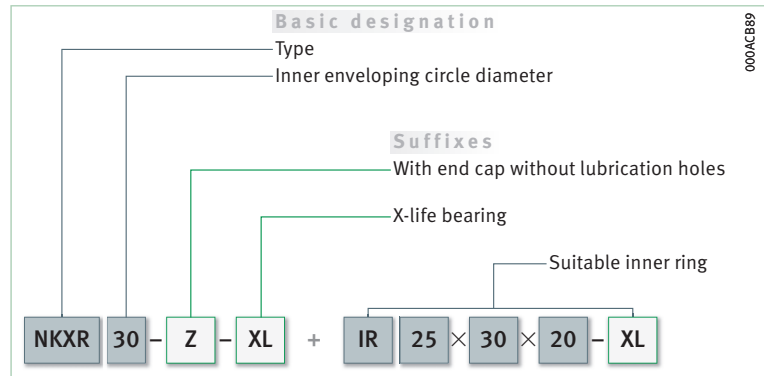 Basic designation
Type
Inner enveloping circle diameter
Suffixes
With end cap without lubrication holes
X-life bearing
Suitable inner ring
NKXR 30 – Z – XL + IR 25 × 30 × 20 – XL
000ACB89